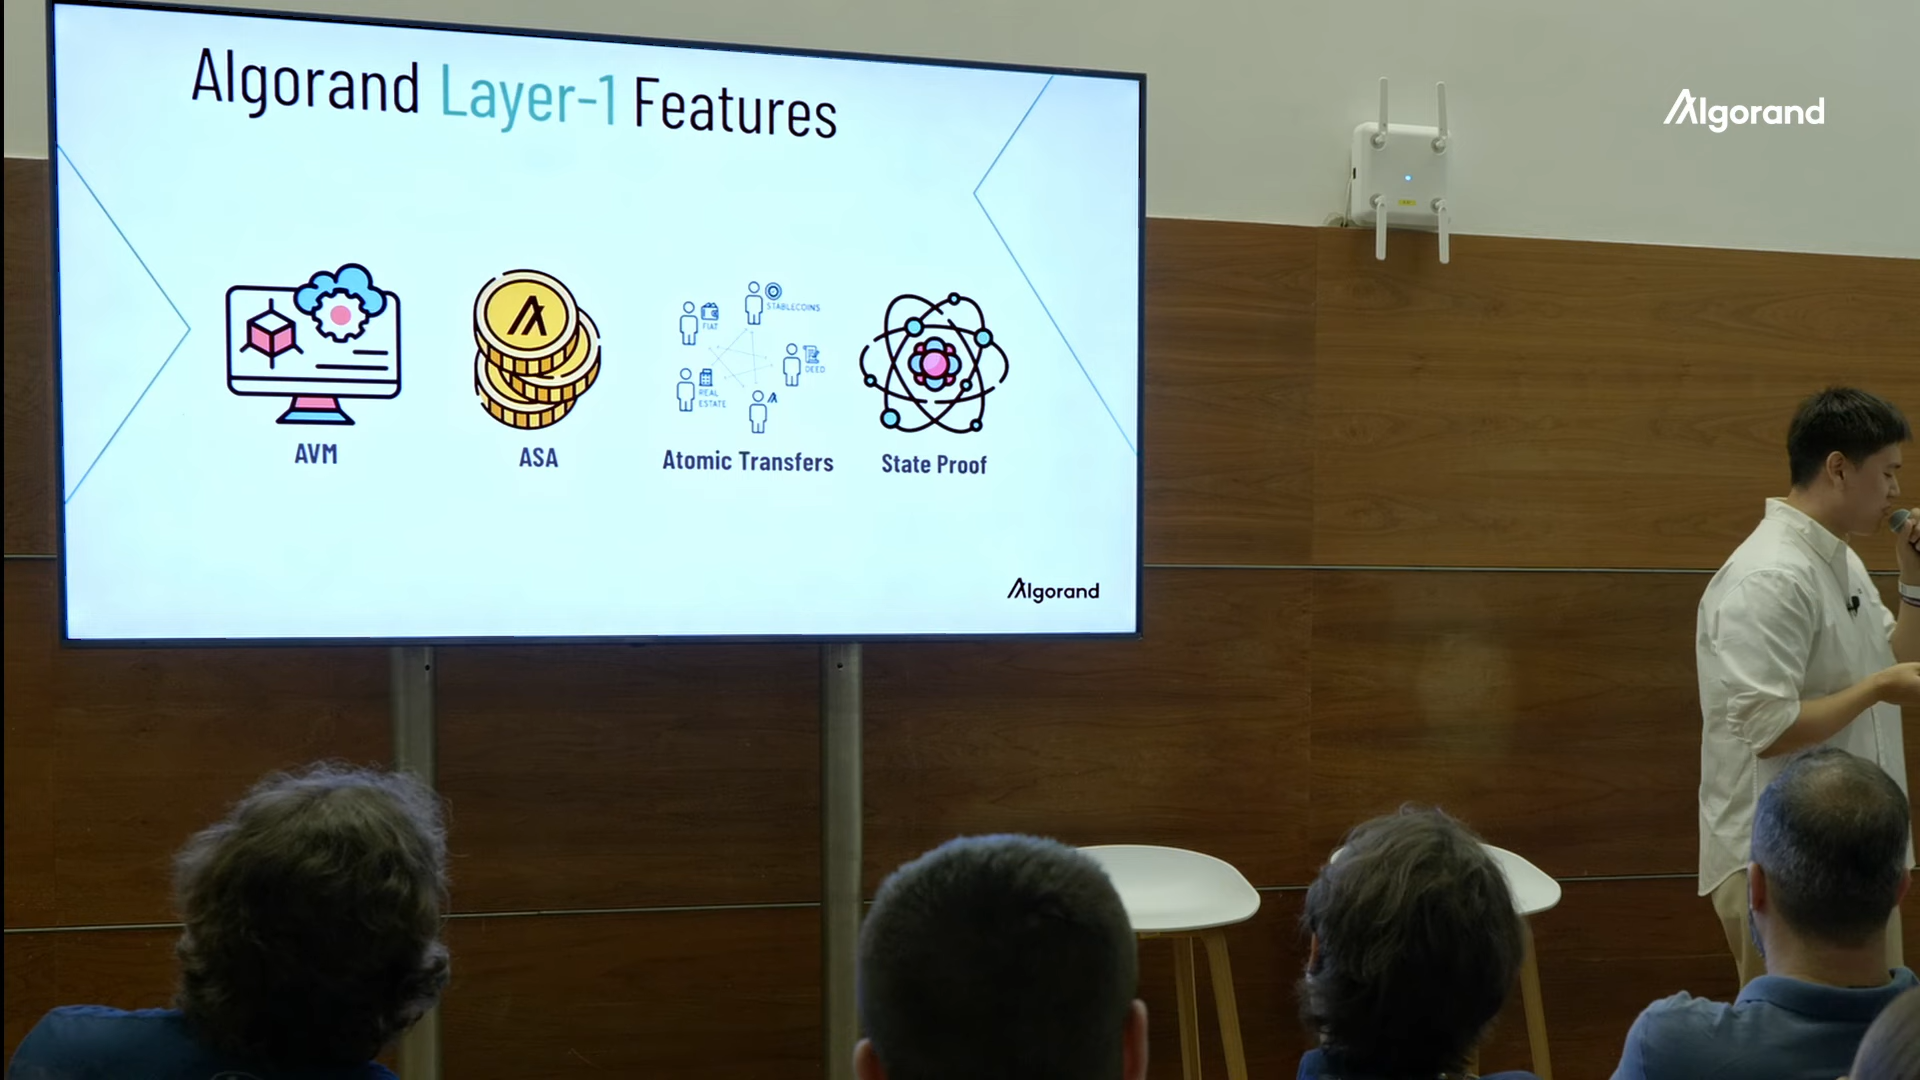 Algorand Layer-1 Features
Algorand
STABLECOINS
FIAT
DEED
REAL
ESTATE
AVM
ASA
Atomic Transfers
State Proof
Algorand